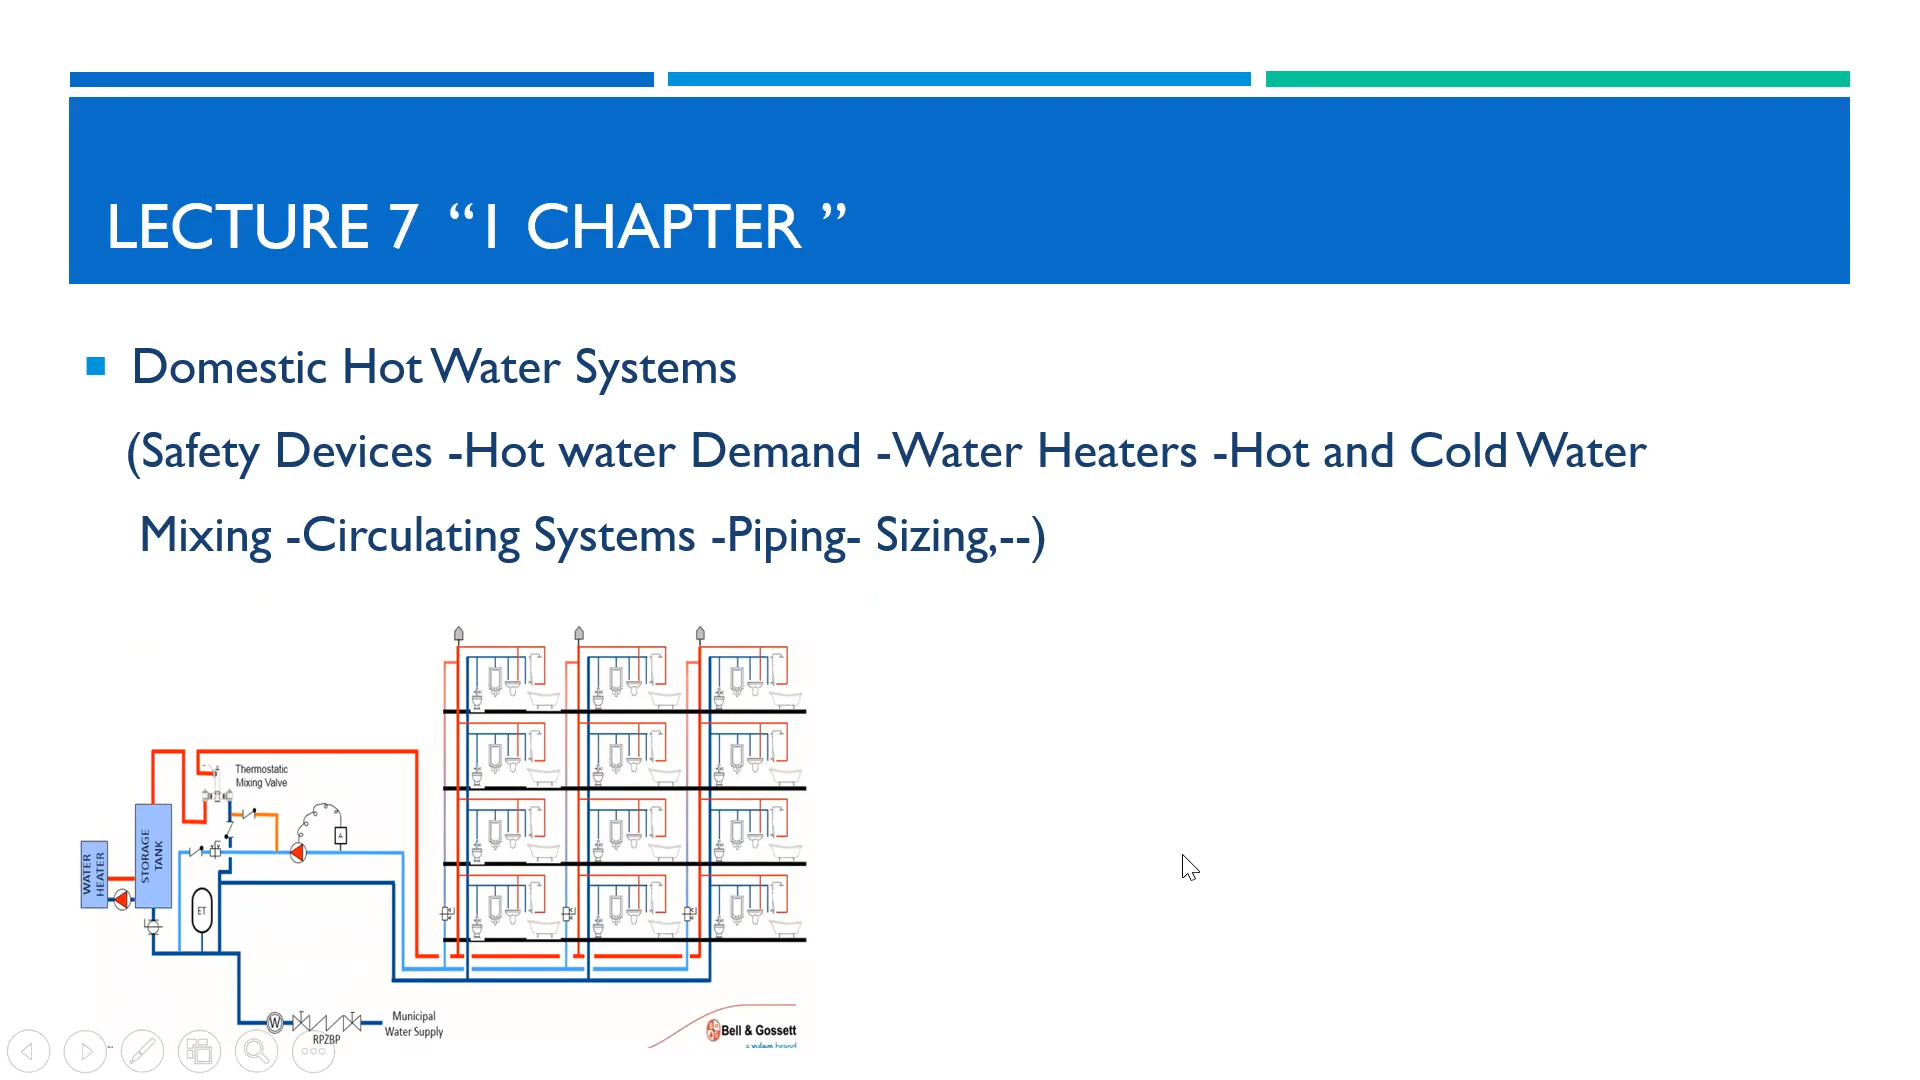 LECTURE 7 “1 CHAPTER ”
Domestic Hot Water Systems
(Safety Devices -Hot water Demand -Water Heaters -Hot and Cold Water
Mixing -Circulating Systems -Piping- Sizing,--)
Thermostatic
Mixing Valve
WATER
HEATER
STORAGE
TANK
A
ET
W
RPZBP
Municipal
Water Supply
Bell & Gossett
a xylem brand